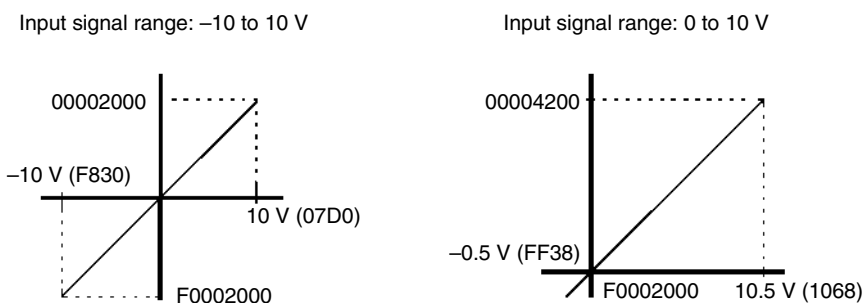 Input signal range: –10 to 10 V
00002000
–10 V (F830)
10 V (07D0)
F0002000
Input signal range: 0 to 10 V
00004200
–0.5 V (FF38)
F0002000
10.5 V (1068)